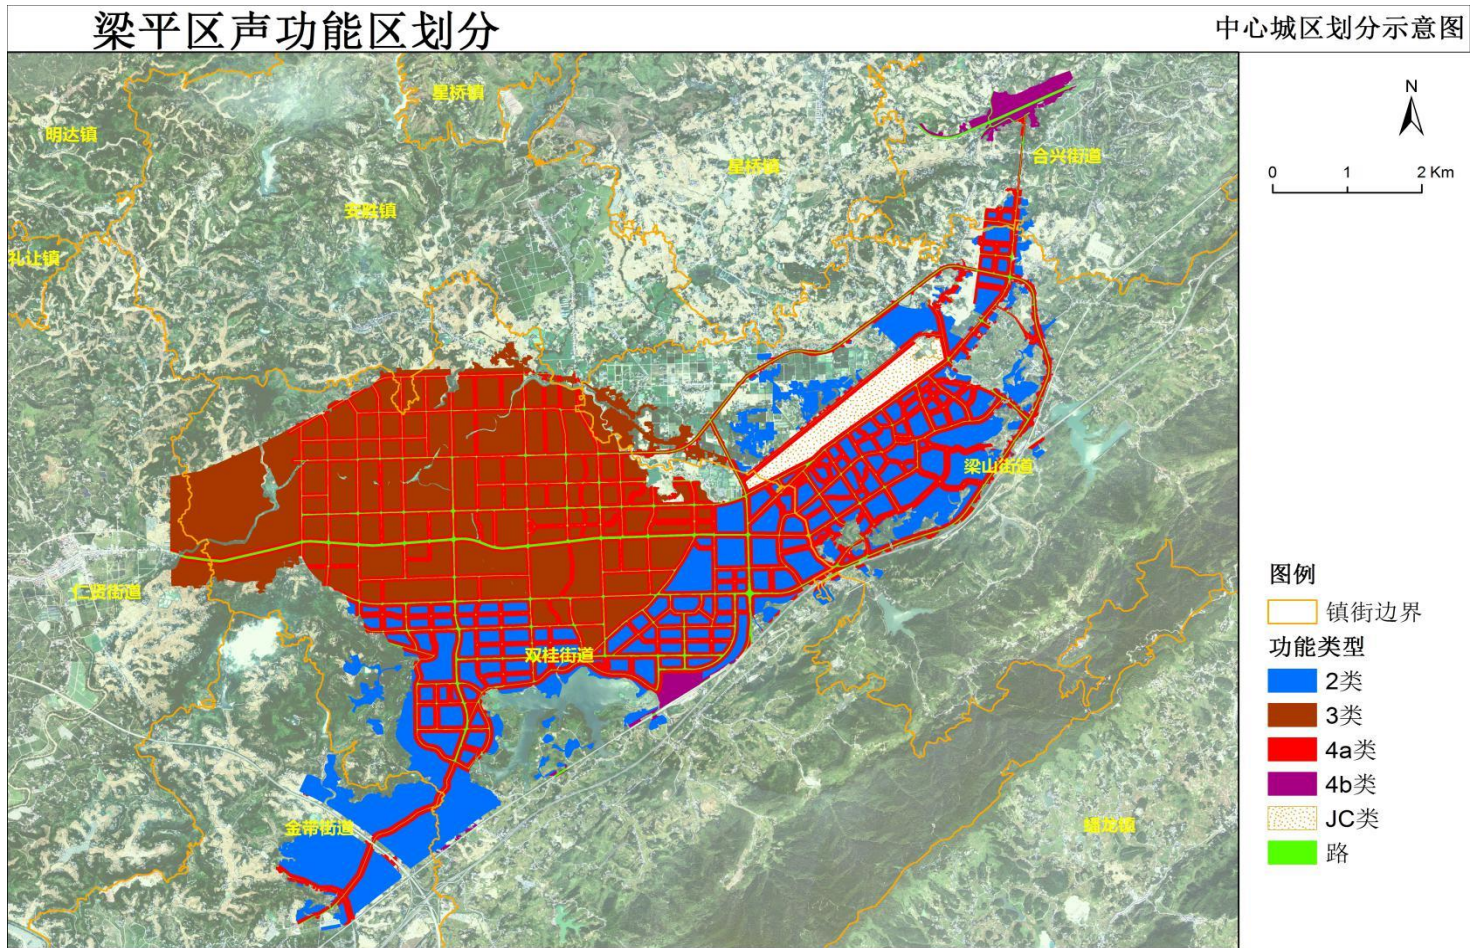 梁平区声功能区划分
中心城区划分示意图
星桥镇
明达镇
星桥镇
合兴街道
安胜镇
礼让镇
梁山街道
仁贤街道
双桂街道
金带街道
蟠龙镇
N
0 1 2 Km
图例
镇街边界
功能类型
2类
3类
4a类
4b类
JC类
路